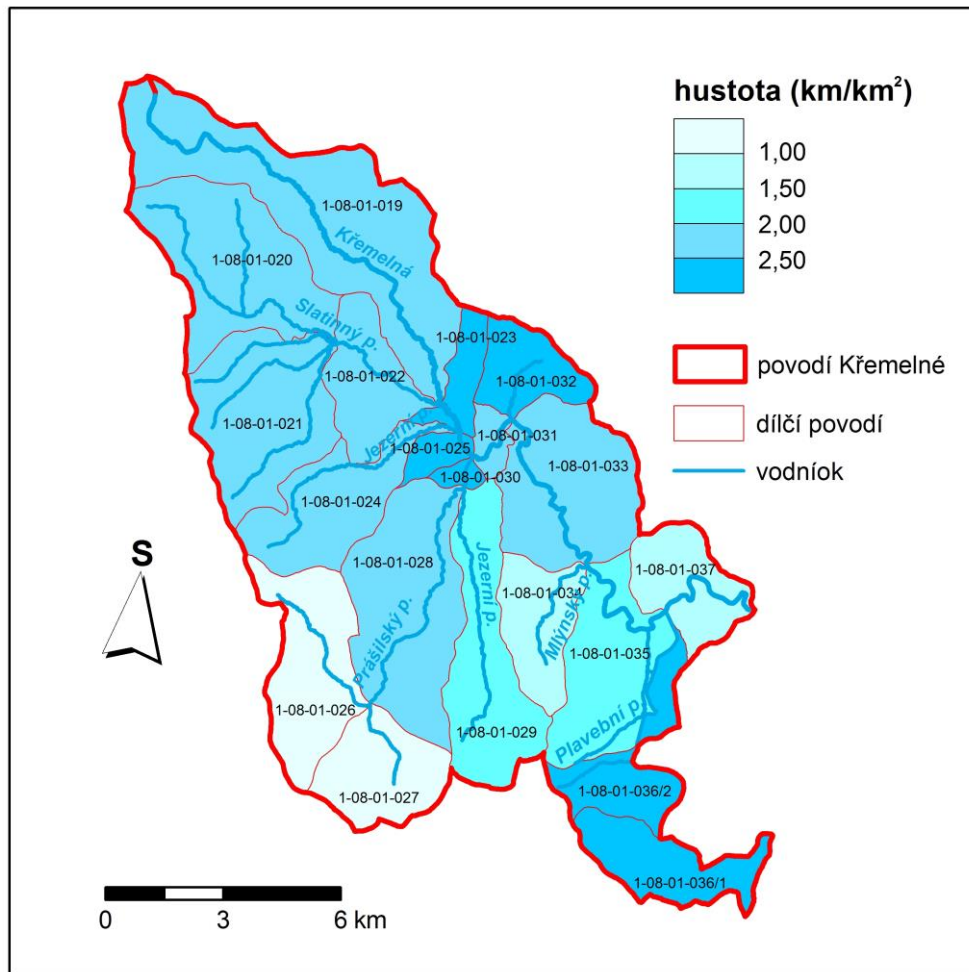 hustota (km/km²)
1,00
1,50
2,00
2,50
povodí Křemelné
dílčí povodí
vodníok
1-08-01-019
Křemelná
1-08-01-020
Slatinný p.
1-08-01-023
1-08-01-022
1-08-01-032
1-08-01-021
Jezerní p.
1-08-01-031
1-08-01-025
1-08-01-033
1-08-01-030
1-08-01-024
1-08-01-028
Jezerní p.
1-08-01-037
1-08-01-034
Mlýnský p.
S
Prášilský p.
1-08-01-035
1-08-01-026
Plavební p.
1-08-01-029
1-08-01-027
1-08-01-036/2
1-08-01-036/1
0 3 6 km